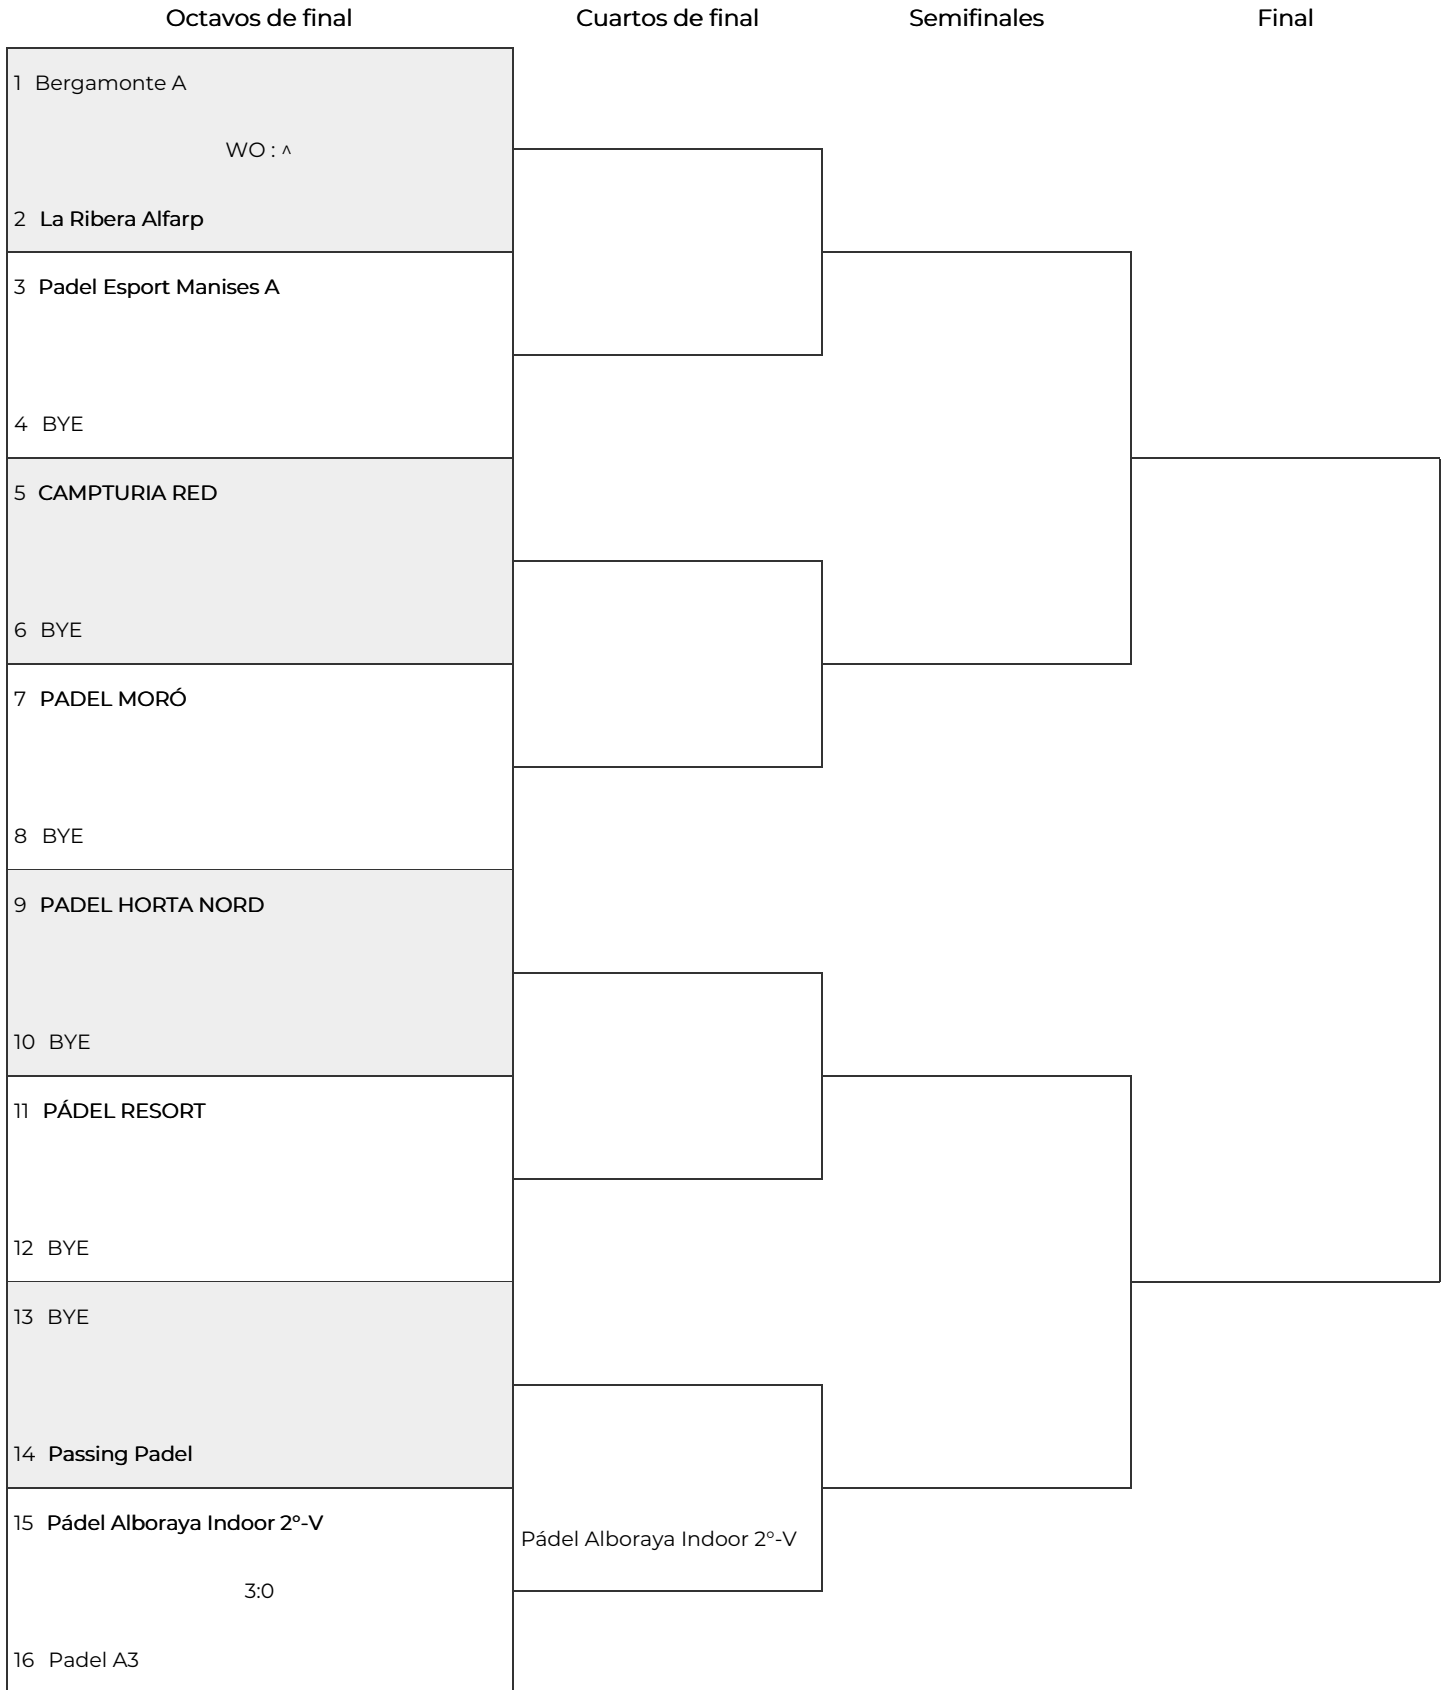 Octavos de final
Cuartos de final
Semifinales
Final
1 Bergamonte A
WO : ^
2 La Ribera Alfarp
3 Padel Esport Manises A
4 BYE
5 CAMPTURIA RED
6 BYE
7 PADEL MORÓ
8 BYE
9 PADEL HORTA NORD
10 BYE
11 PÁDEL RESORT
12 BYE
13 BYE
14 Passing Padel
15 Pádel Alboraya Indoor 2º-V
Pádel Alboraya Indoor 2º-V
3:0
16 Padel A3